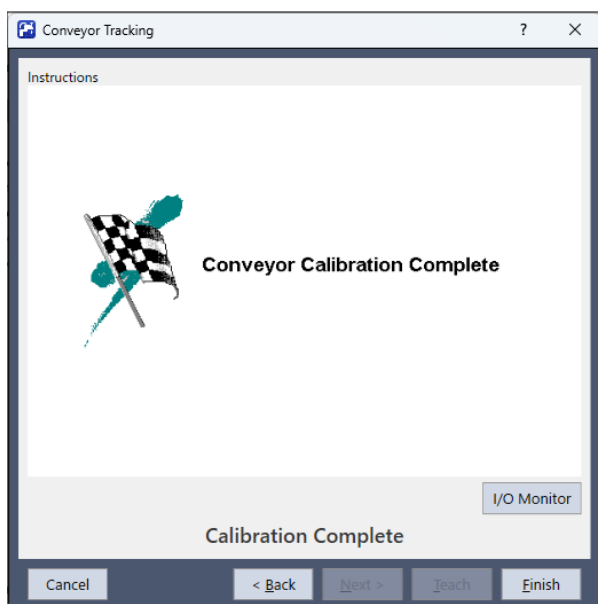 Conveyor Tracking
?
Instructions
Conveyor Calibration Complete
I/O Monitor
Calibration Complete
Cancel
< Back
Next >
Teach
Finish